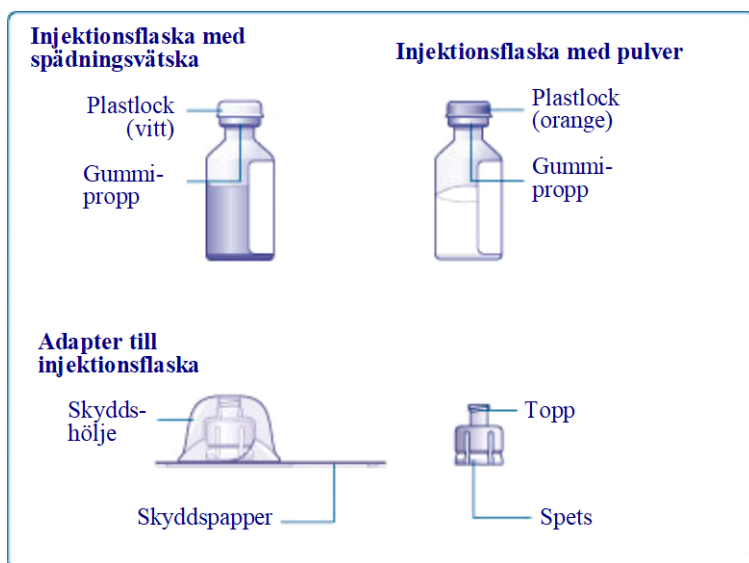 Injektionsflaska med
spädningsvätska
Plastlock
(vitt)
Gummi-
propp
Injektionsflaska med pulver
Plastlock
(orange)
Gummi-
propp
Adapter till
injektionsflaska
Skydds-
hölje
Skyddspapper
Topp
Spets